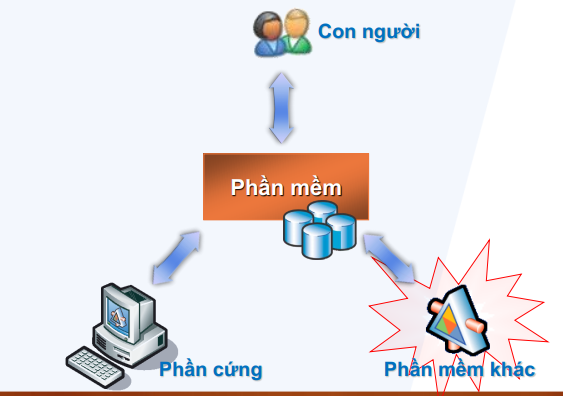 Con người
Phần mềm
Phần cứng
Phần mềm khác